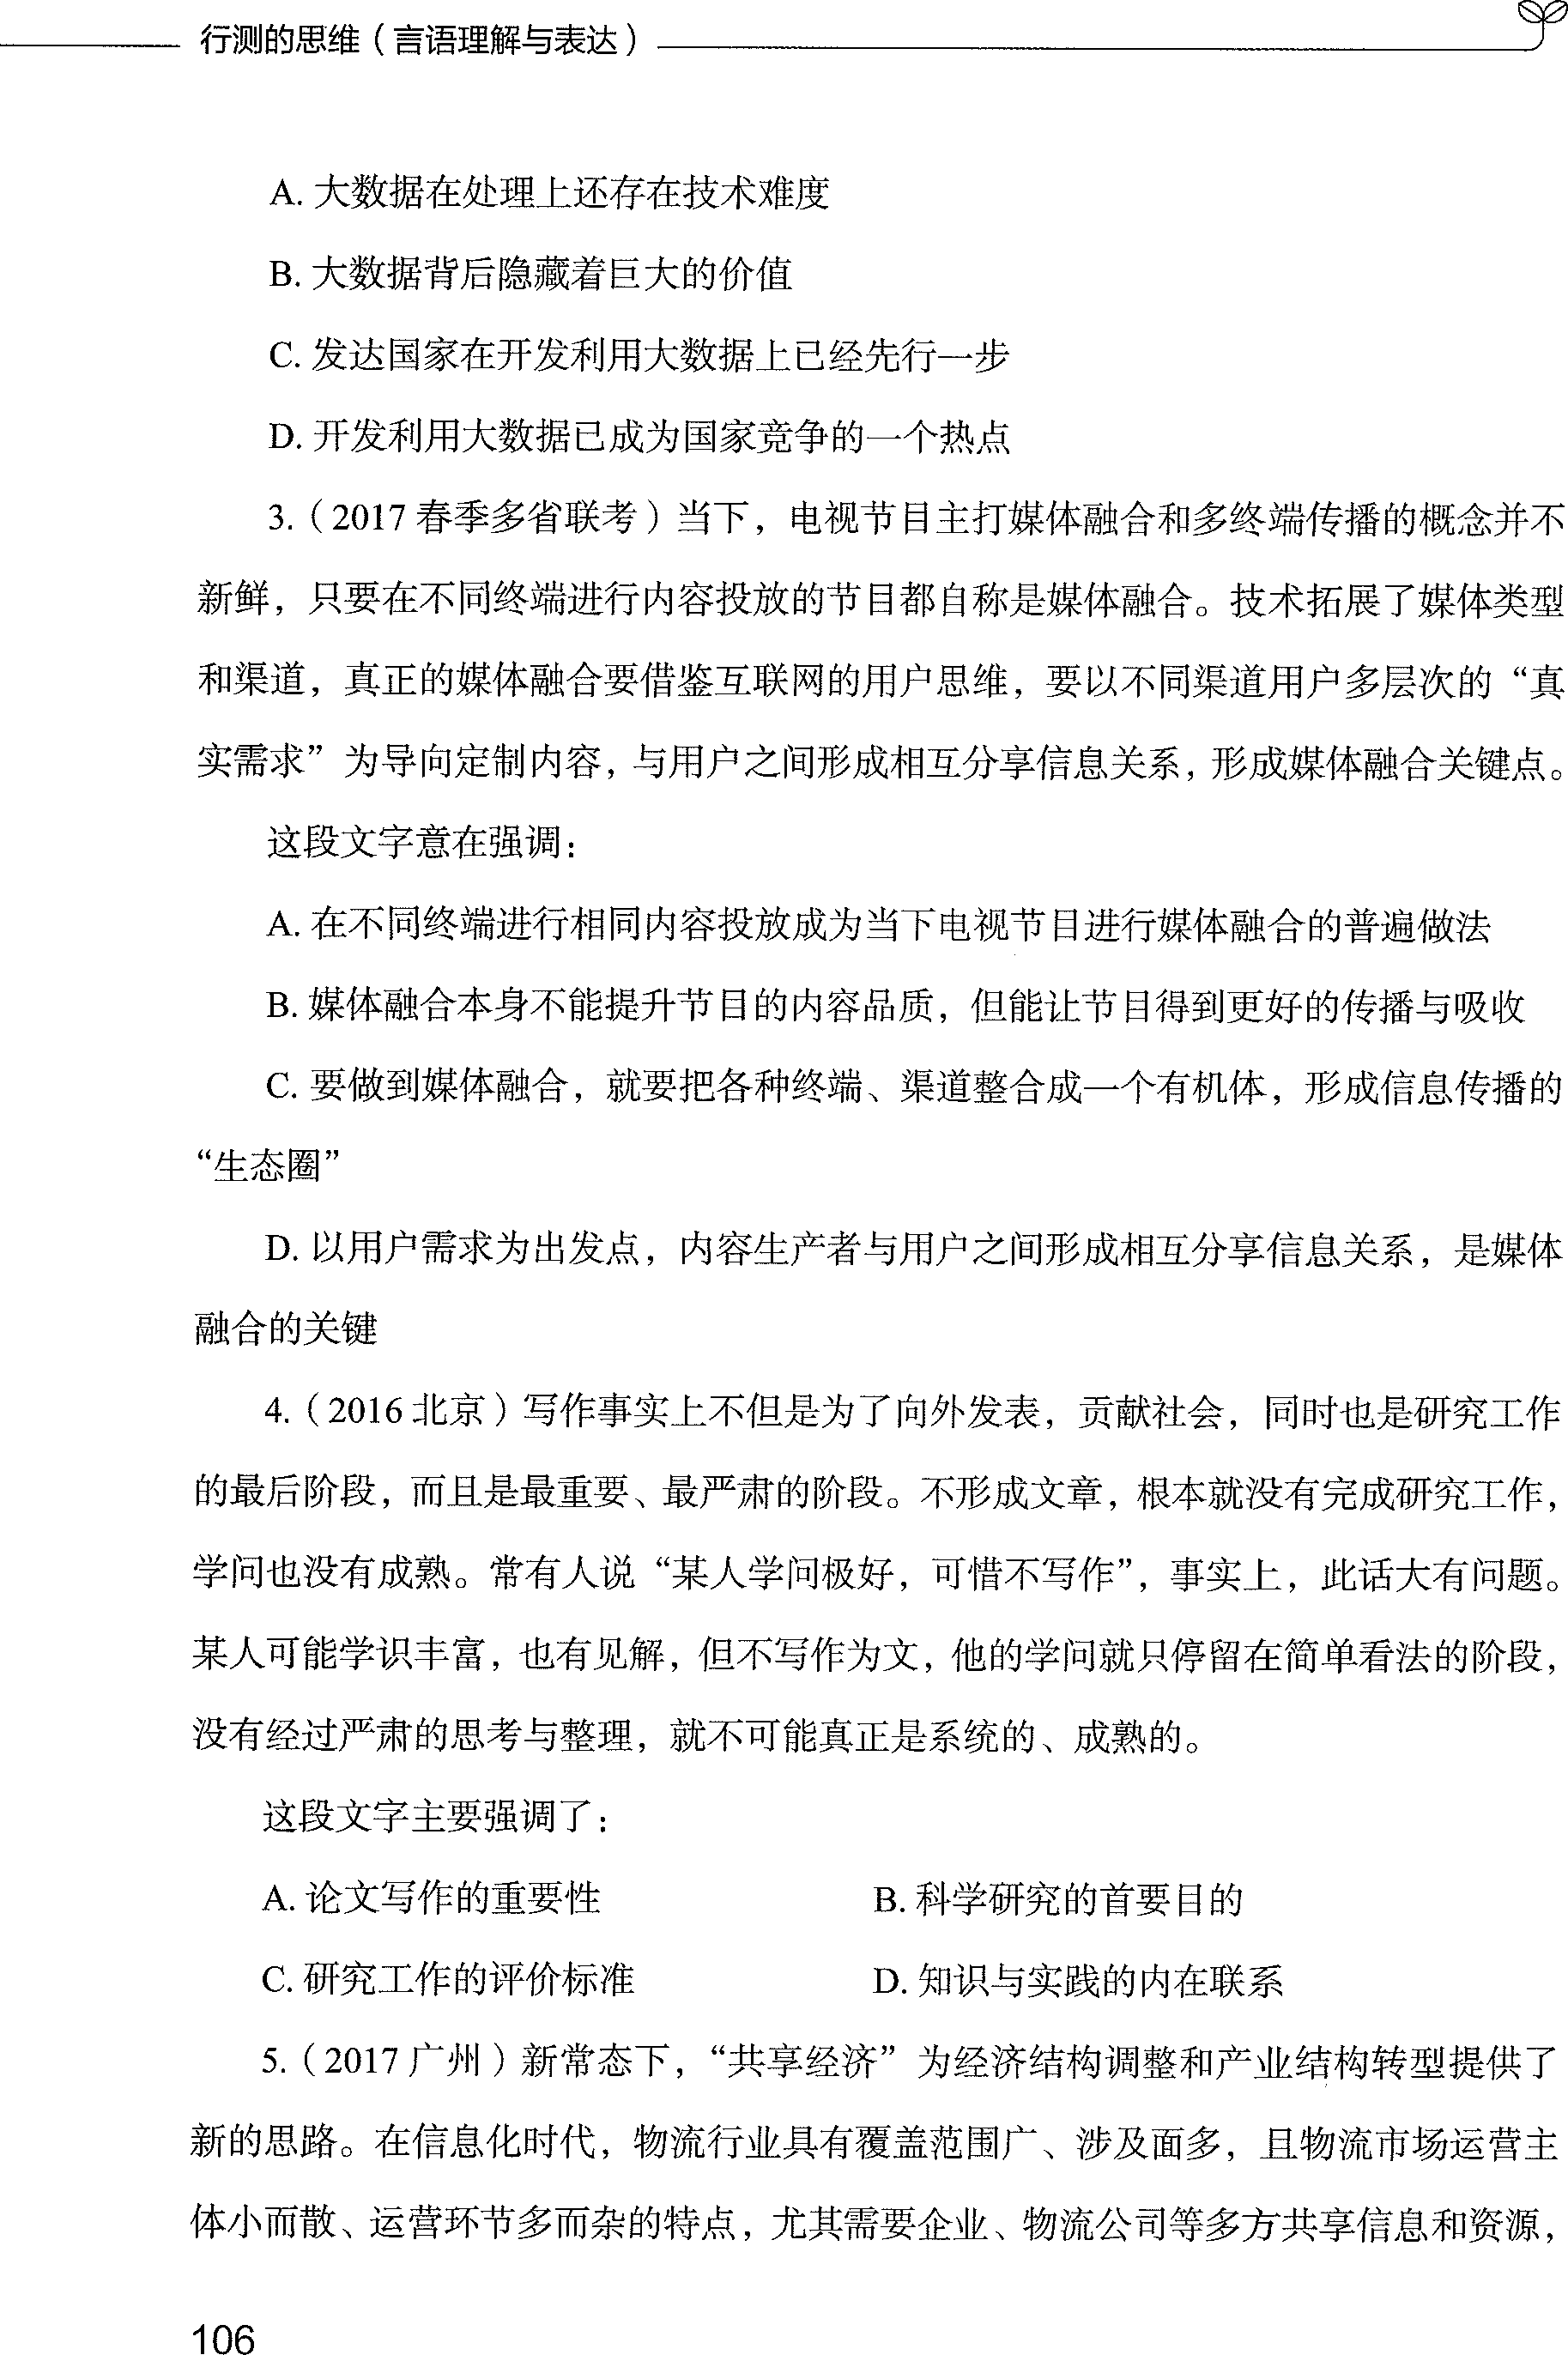 行测的思维（言语理解与表达）
A. 大数据在处理上还存在技术难度
B. 大数据背后隐藏着巨大的价值
C. 发达国家在开发利用大数据上已经先行一步
D. 开发利用大数据已成为国家竞争的一个热点
3.（2017 春季多省联考）当下，电视节目主打媒体融合和多终端传播的概念并不
新鲜，只要在不同终端进行内容投放的节目都自称是媒体融合。技术拓展了媒体类型
和渠道，真正的媒体融合要借鉴互联网的用户思维，要以不同渠道用户多层次的“真
实需求”为导向定制内容，与用户之间形成相互分享信息关系，形成媒体融合关键点。
这段文字意在强调：
A. 在不同终端进行相同内容投放成为当下电视节目进行媒体融合的普遍做法
B. 媒体融合本身不能提升节目的内容品质，但能让节目得到更好的传播与吸收
C. 要做到媒体融合，就要把各种终端、渠道整合成一个有机体，形成信息传播的
“生态圈”
D. 以用户需求为出发点，内容生产者与用户之间形成相互分享信息关系，是媒体
融合的关键
4.（2016 北京）写作事实上不但是为了向外发表，贡献社会，同时也是研究工作
的最后阶段，而且是最重要、最严肃的阶段。不形成文章，根本就没有完成研究工作，
学问也没有成熟。常有人说“某人学问极好，可惜不写作”，事实上，此话大有问题。
某人可能学识丰富，也有见解，但不写作为文，他的学问就只停留在简单看法的阶段，
没有经过严肃的思考与整理，就不可能真正是系统的、成熟的。
这段文字主要强调了：
A. 论文写作的重要性 B. 科学研究的首要目的
C. 研究工作的评价标准 D. 知识与实践的内在联系
5.（2017 广州）新常态下，“共享经济”为经济结构调整和产业结构转型提供了
新的思路。在信息化时代，物流行业具有覆盖范围广、涉及面多，且物流市场运营主
体小而散、运营环节多而杂的特点，尤其需要企业、物流公司等多方共享信息和资源，
106